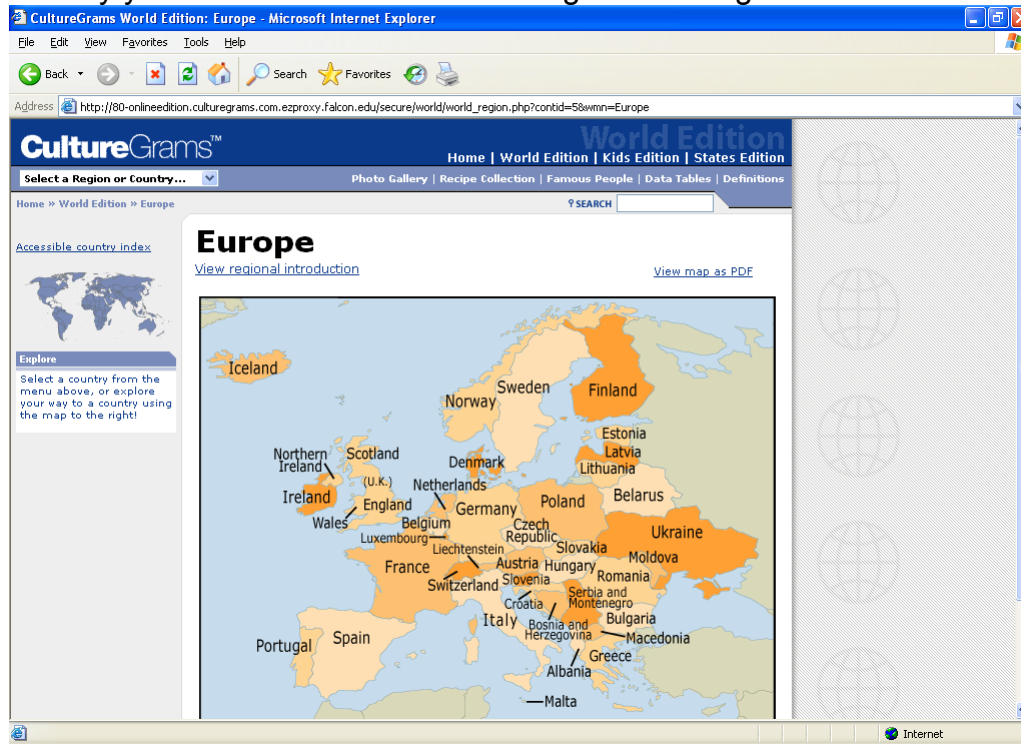 CultureGrams World Edition: Europe - Microsoft Internet Explorer
File Edit View Favorites Tools Help
Back Search Favorites
Address http://80-onlineedition.culturegrams.com.ezproxy.falcon.edu/secure/world/world_region.php?contid=5&wmn=Europe
CultureGrams™
World Edition
Home | World Edition | Kids Edition | States Edition
Select a Region or Country...
Photo Gallery | Recipe Collection | Famous People | Data Tables | Definitions
Home » World Edition » Europe
? SEARCH
Accessible country index
Europe
View regional introduction
View map as PDF
Explore
Select a country from the
menu above, or explore
your way to a country using
the map to the right!
Iceland
Sweden
Norway
Finland
Estonia
Latvia
Lithuania
Northern
Ireland
Scotland
(U.K.)
Denmark
Netherlands
Ireland
England
Wales
Belgium
Germany
Poland
Belarus
Luxembourg
Czech
Republic
Ukraine
Liechtenstein
Slovakia
Moldova
France
Austria
Hungary
Switzerland
Slovenia
Romania
Croatia
Serbia and
Montenegro
Italy
Bosnia and
Herzegovina
Bulgaria
Macedonia
Portugal
Spain
Greece
Albania
Malta
Internet